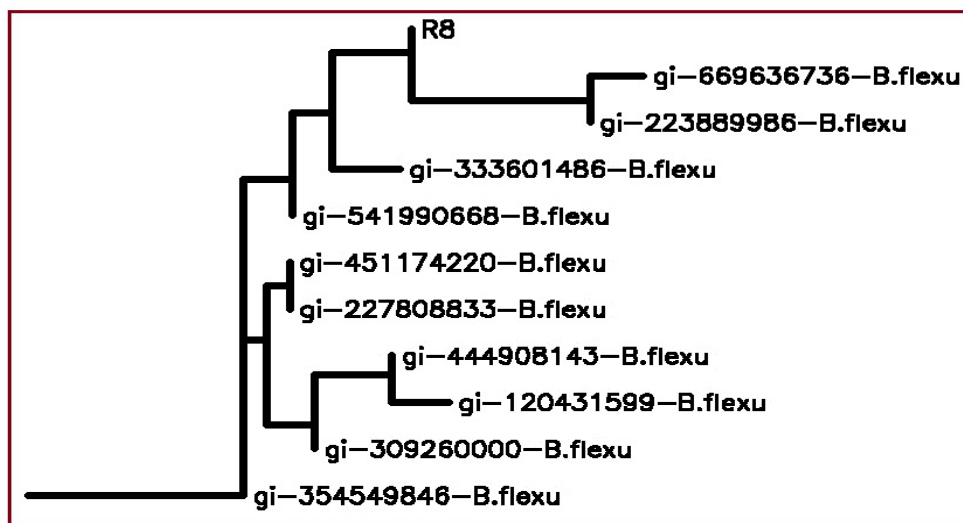 R8
gi-669636736-B.flexu
gi-223889986-B.flexu
gi-333601486-B.flexu
gi-541990668-B.flexu
gi-451174220-B.flexu
gi-227808833-B.flexu
gi-444908143-B.flexu
gi-120431599-B.flexu
gi-309260000-B.flexu
gi-354549846-B.flexu